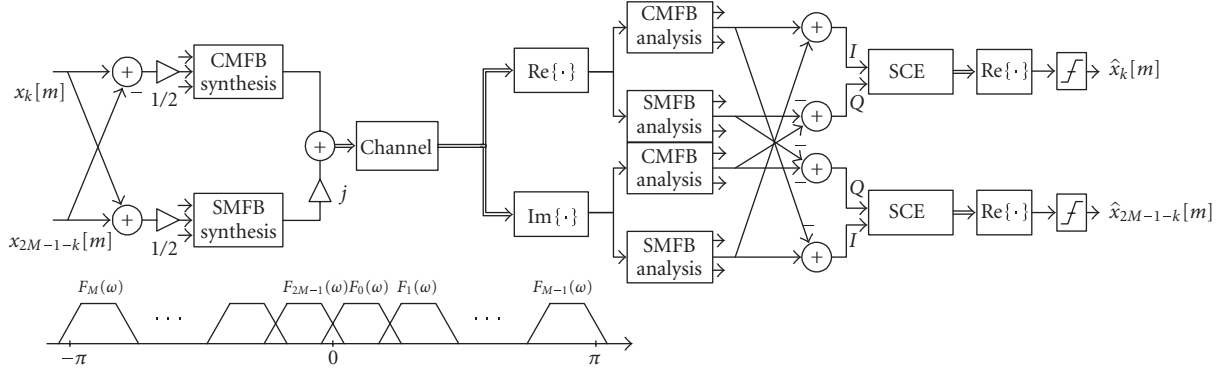 x_k[m]
x_{2M−1−k}[m]
+
−
+
1/2
1/2
CMFB
synthesis
SMFB
synthesis
+
j
Channel
Re{·}
Im{·}
CMFB
analysis
SMFB
analysis
CMFB
analysis
SMFB
analysis
+
−
+
−
−
+
−
+
I
Q
Q
I
SCE
Re{·}
x̂_k[m]
SCE
Re{·}
x̂_{2M−1−k}[m]
F_M(ω)
· · ·
F_{2M−1}(ω)
F_0(ω)
F_1(ω)
· · ·
F_{M−1}(ω)
−π
0
π